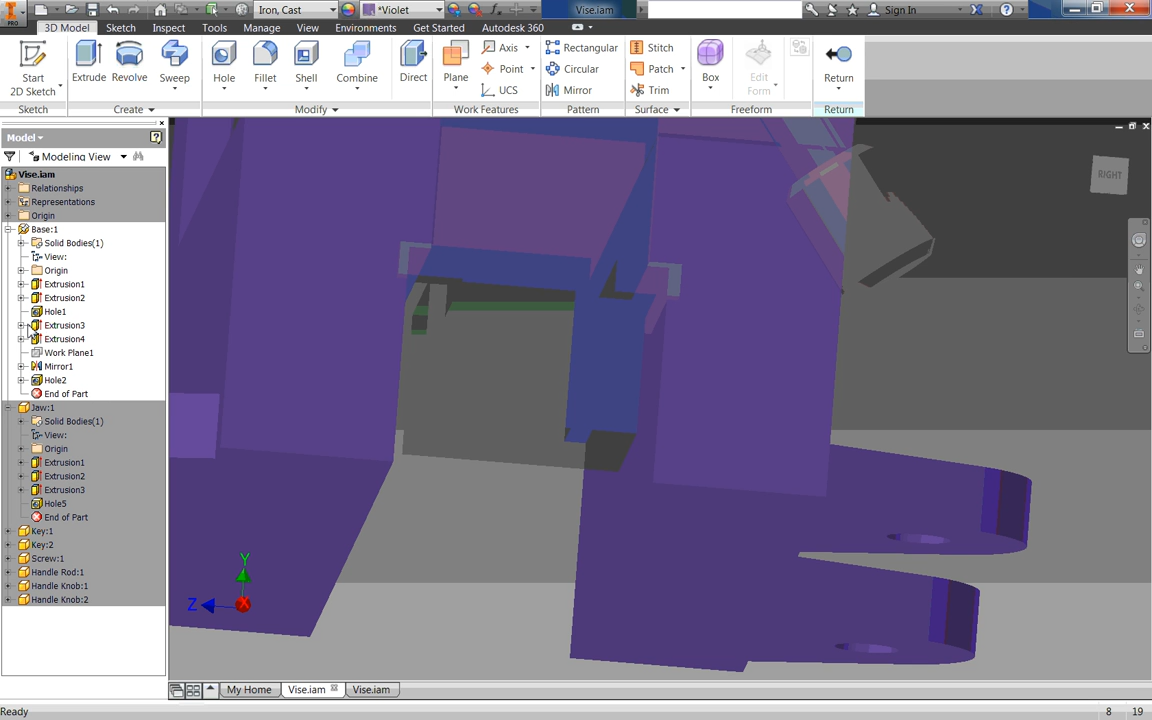 PRO
Iron, Cast
*Violet
Vise.iam
Sign In
3D Model
Sketch
Inspect
Tools
Manage
View
Environments
Get Started
Autodesk 360
Start
2D Sketch
Extrude
Revolve
Sweep
Hole
Fillet
Shell
Combine
Direct
Plane
Axis
Point
UCS
Rectangular
Circular
Mirror
Stitch
Patch
Trim
Box
Edit
Form
Return
Sketch
Create
Modify
Work Features
Pattern
Surface
Freeform
Return
Model
Modeling View
Vise.iam
Relationships
Representations
Origin
Base:1
Solid Bodies(1)
View:
Origin
Extrusion1
Extrusion2
Hole1
Extrusion3
Extrusion4
Work Plane1
Mirror1
Hole2
End of Part
Jaw:1
Solid Bodies(1)
View:
Origin
Extrusion1
Extrusion2
Extrusion3
Hole5
End of Part
Key:1
Key:2
Screw:1
Handle Rod:1
Handle Knob:1
Handle Knob:2
RIGHT
Y
Z
X
My Home
Vise.iam
Vise.iam
Ready
8
19